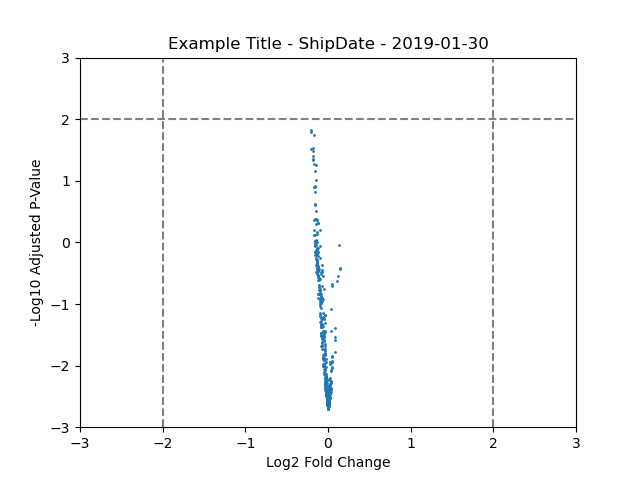 Example Title - ShipDate - 2019-01-30
3
2
1
0
−1
−2
−3
-Log10 Adjusted P-Value
−3 −2 −1 0 1 2 3
Log2 Fold Change